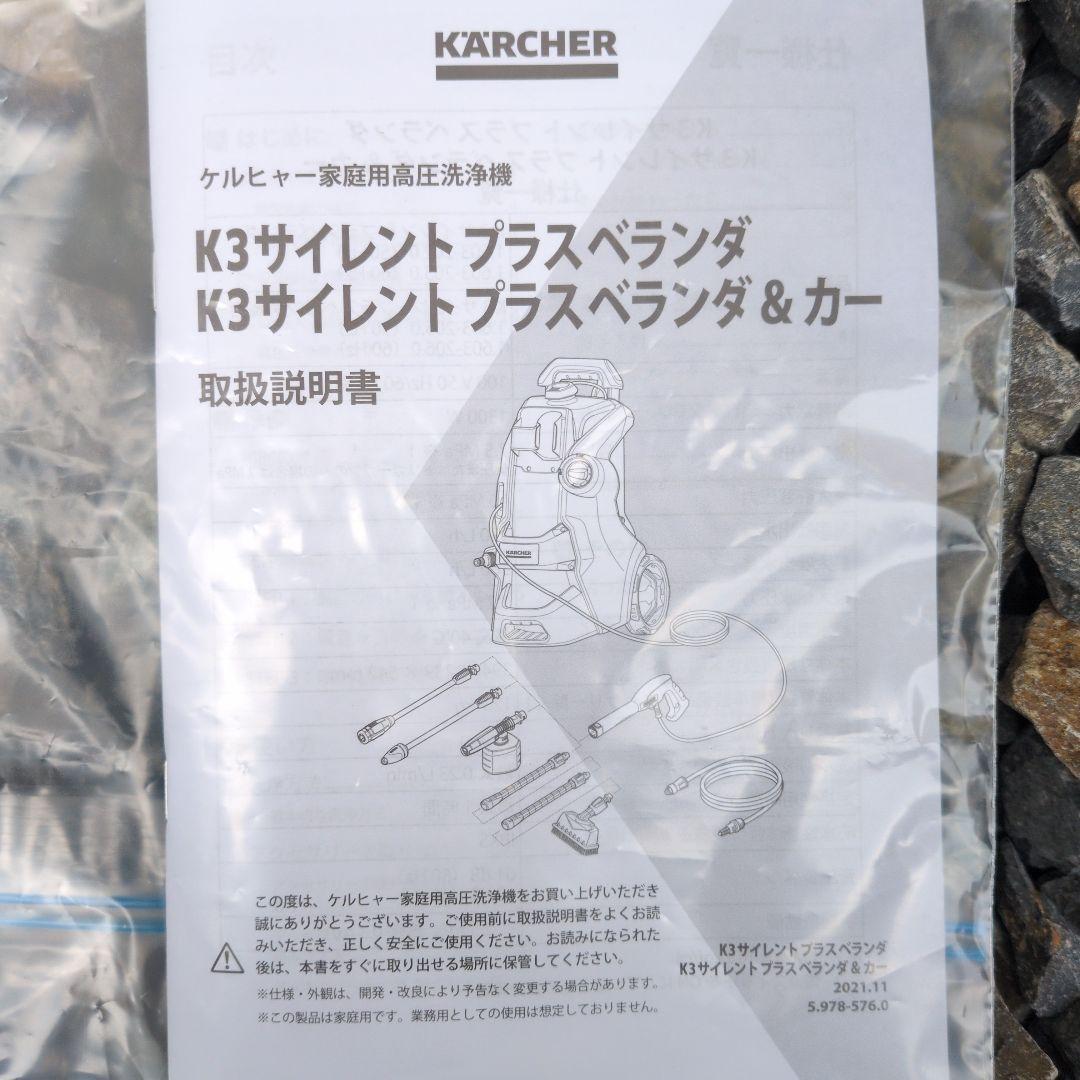 KÄRCHER
ケルヒャー家庭用高圧洗浄機
K3サイレント プラス ベランダ
K3サイレント プラス ベランダ & カー
取扱説明書
KÄRCHER
この度は、ケルヒャー家庭用高圧洗浄機をお買い上げいただき
誠にありがとうございます。ご使用前に取扱説明書をよくお読
みいただき、正しく安全にご使用ください。お読みになられた
後は、本書をすぐに取り出せる場所に保管してください。
※仕様・外観は、開発・改良により予告なく変更する場合があります。
※この製品は家庭用です。業務用としての使用は想定しておりません。
K3サイレント プラス ベランダ
K3サイレント プラス ベランダ & カー
2021.11
5.978-576.0